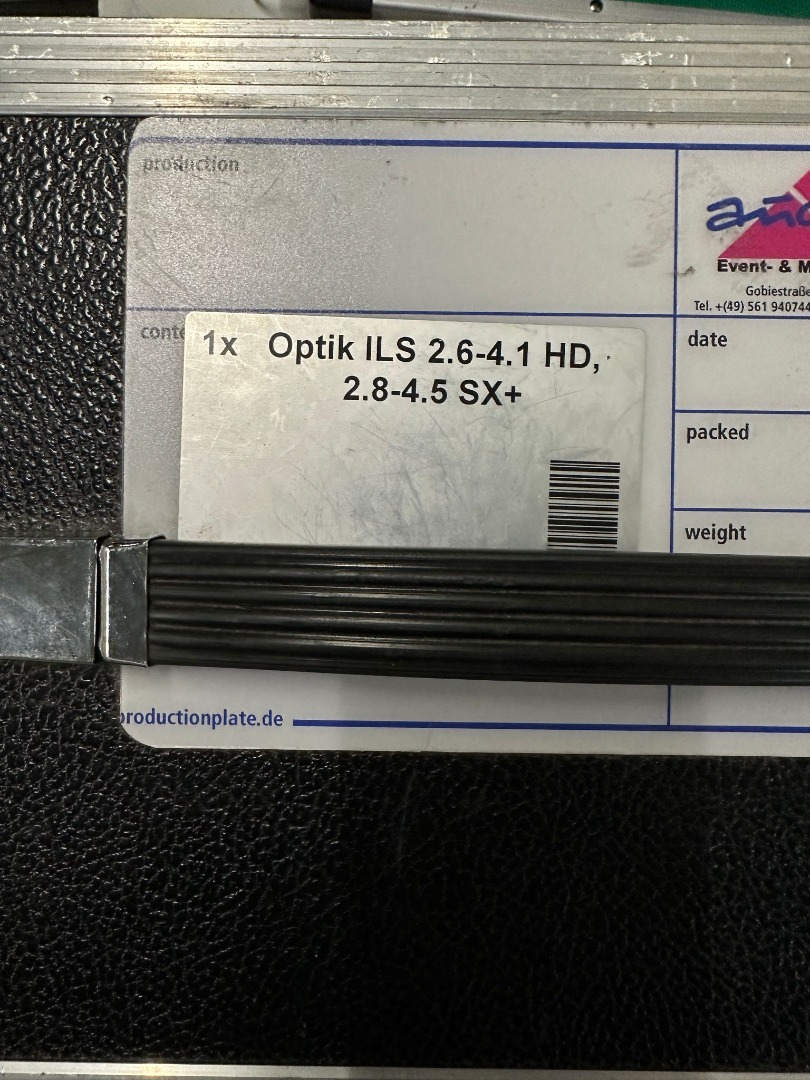 production
Event- & M
Gobiestraße
Tel. +(49) 561 940744
1x Optik ILS 2.6-4.1 HD,
2.8-4.5 SX+
date
packed
weight
productionplate.de